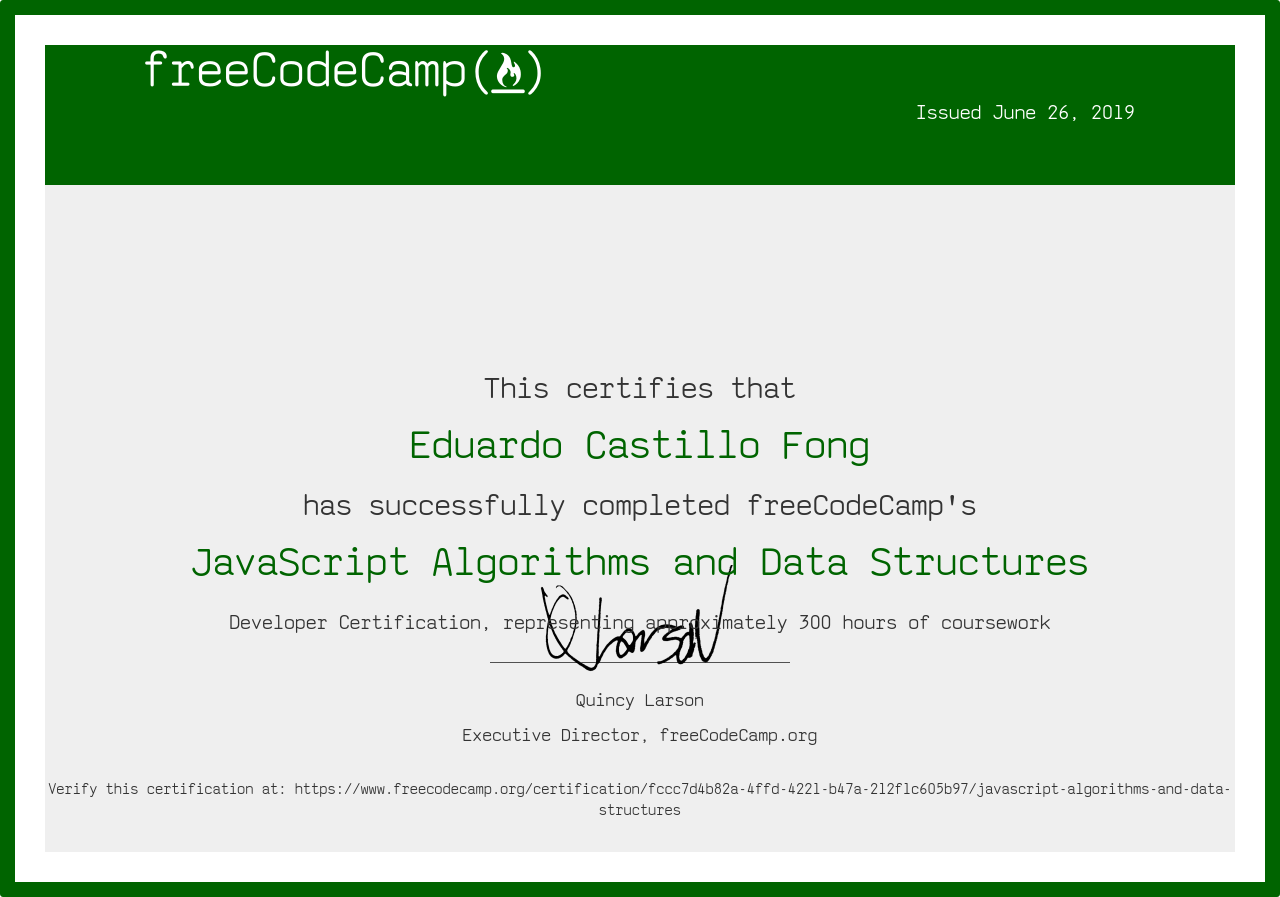 freeCodeCamp(🔥)
Issued June 26, 2019
This certifies that
Eduardo Castillo Fong
has successfully completed freeCodeCamp's
JavaScript Algorithms and Data Structures
Developer Certification, representing approximately 300 hours of coursework
QLarson
Quincy Larson
Executive Director, freeCodeCamp.org
Verify this certification at: https://www.freecodecamp.org/certification/fccc7d4b82a-4ffd-4221-b47a-212f1c605b97/javascript-algorithms-and-data-
structures